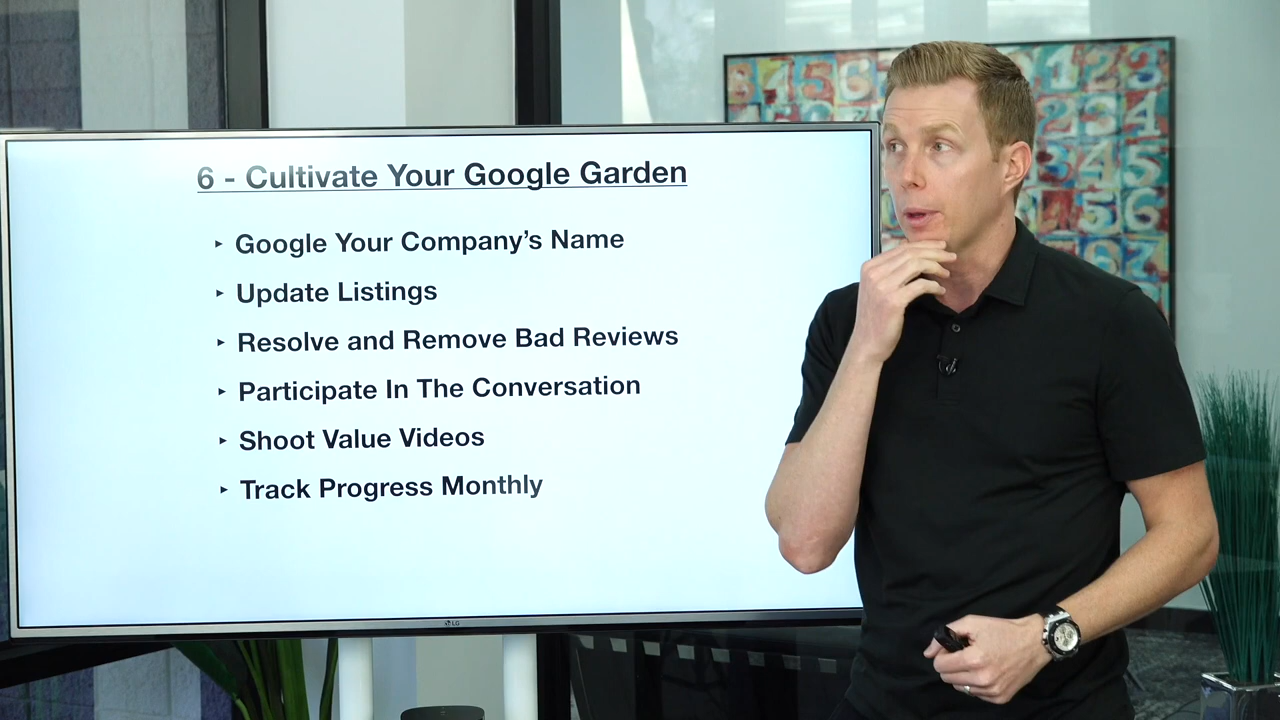 6 - Cultivate Your Google Garden
‣ Google Your Company’s Name
‣ Update Listings
‣ Resolve and Remove Bad Reviews
‣ Participate In The Conversation
‣ Shoot Value Videos
‣ Track Progress Monthly
LG